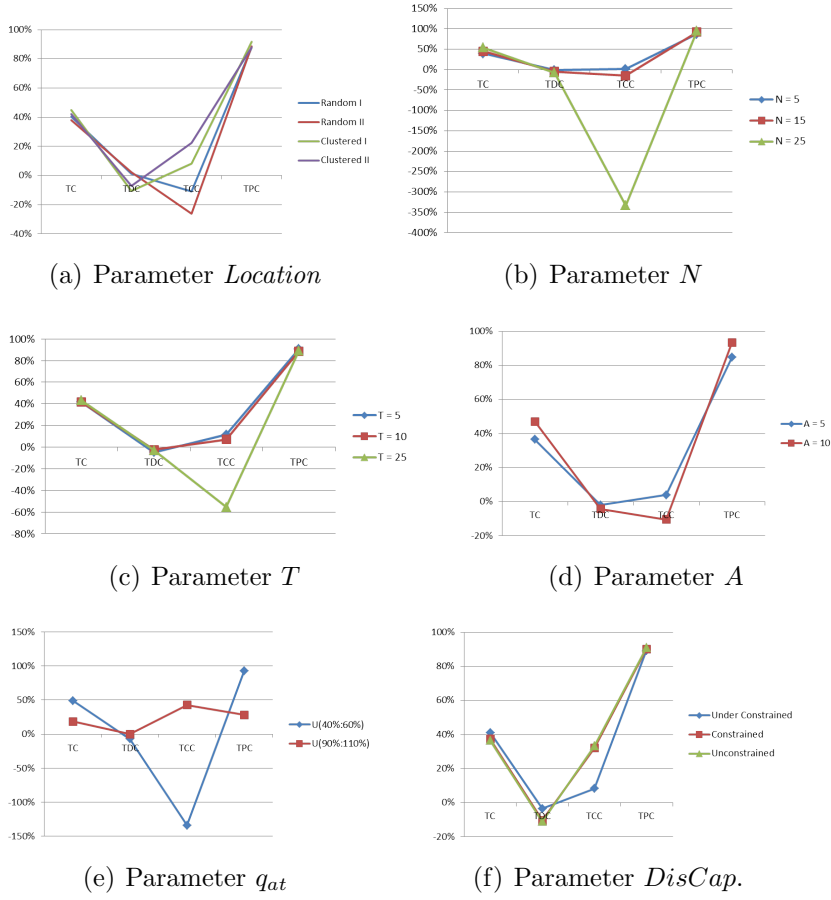 100%
80%
60%
40%
20%
0%
-20%
-40%
TC TDC TCC TPC
Random I
Random II
Clustered I
Clustered II
(a) Parameter Location
150%
100%
50%
0%
-50%
-100%
-150%
-200%
-250%
-300%
-350%
-400%
TC TDC TCC TPC
N = 5
N = 15
N = 25
(b) Parameter N
100%
80%
60%
40%
20%
0%
-20%
-40%
-60%
-80%
TC TDC TCC TPC
T = 5
T = 10
T = 25
(c) Parameter T
100%
80%
60%
40%
20%
0%
-20%
TC TDC TCC TPC
A = 5
A = 10
(d) Parameter A
150%
100%
50%
0%
-50%
-100%
-150%
TC TDC TCC TPC
U(40%:60%)
U(90%:110%)
(e) Parameter qat
100%
80%
60%
40%
20%
0%
-20%
TC TDC TCC TPC
Under Constrained
Constrained
Unconstrained
(f) Parameter DisCap.